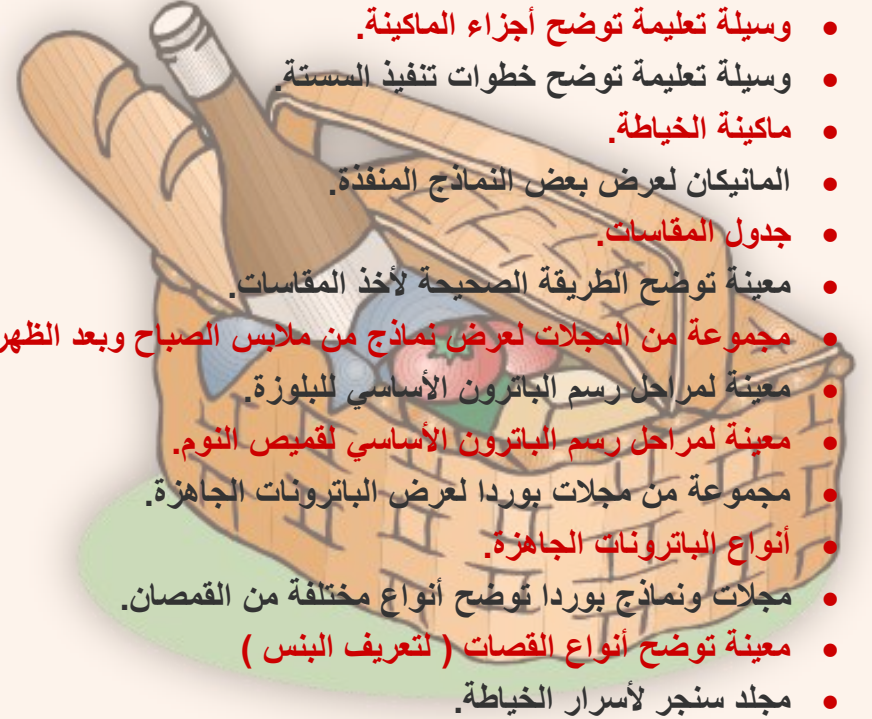 • وسيلة تعليمة توضح أجزاء الماكينة.
• وسيلة تعليمة توضح خطوات تنفيذ السستة.
• ماكينة الخياطة.
• المانيكان لعرض بعض النماذج المنفذة.
• جدول المقاسات.
• معينة توضح الطريقة الصحيحة لأخذ المقاسات.
• مجموعة من المجلات لعرض نماذج من ملابس الصباح وبعد الظهر
• معينة لمراحل رسم الباترون الأساسي للبلوزة.
• معينة لمراحل رسم الباترون الأساسي لقميص النوم.
• مجموعة من مجلات بوردا لعرض الباترونات الجاهزة.
• أنواع الباترونات الجاهزة.
• مجلات ونماذج بوردا توضح أنواع مختلفة من القمصان.
• معينة توضح أنواع القصات ( لتعريف البنس )
• مجلد سنجر لأسرار الخياطة.